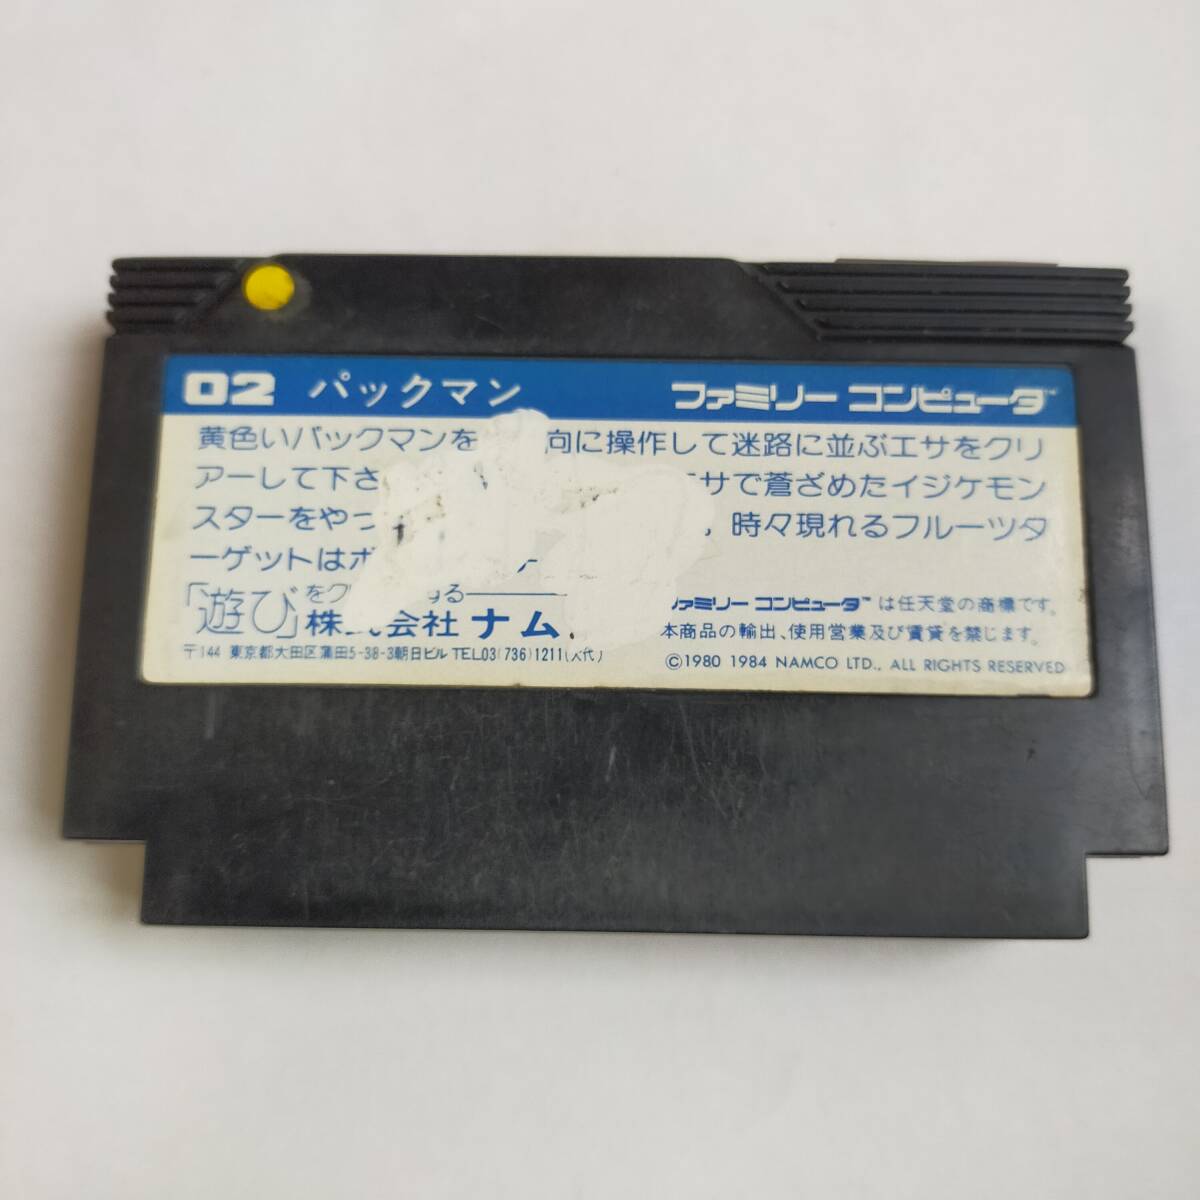 02 パックマン ファミリー コンピュータ™
黄色いパックマンを 向に操作して迷路に並ぶエサをクリ
アーして下さ サで蒼ざめたイジケモン
スターをやっ 、時々現れるフルーツタ
ーゲットはボ
「遊び」をク する
株式会社ナム
〒144 東京都大田区蒲田5-38-3朝日ビル TEL03(736)1211(大代)
ファミリー コンピュータ™ は任天堂の商標です。
本商品の輸出、使用営業及び賃貸を禁じます。
©1980 1984 NAMCO LTD., ALL RIGHTS RESERVED